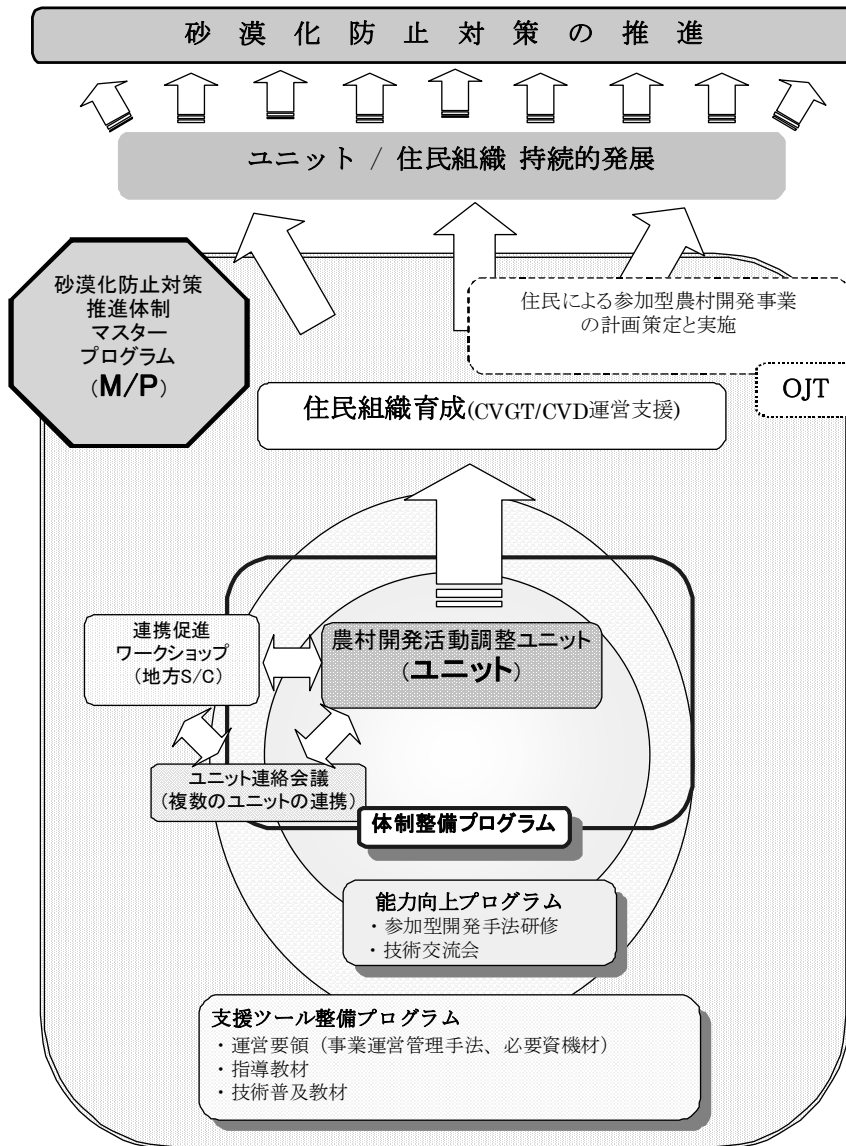 砂漠化防止対策の推進
ユニット / 住民組織 持続的発展
砂漠化防止対策
推進体制
マスター
プログラム
(M/P)
住民による参加型農村開発事業
の計画策定と実施
OJT
住民組織育成(CVGT/CVD運営支援)
連携促進
ワークショップ
(地方S/C)
農村開発活動調整ユニット
(ユニット)
ユニット連絡会議
(複数のユニットの連携)
体制整備プログラム
能力向上プログラム
・参加型開発手法研修
・技術交流会
支援ツール整備プログラム
・運営要領（事業運営管理手法、必要資機材）
・指導教材
・技術普及教材